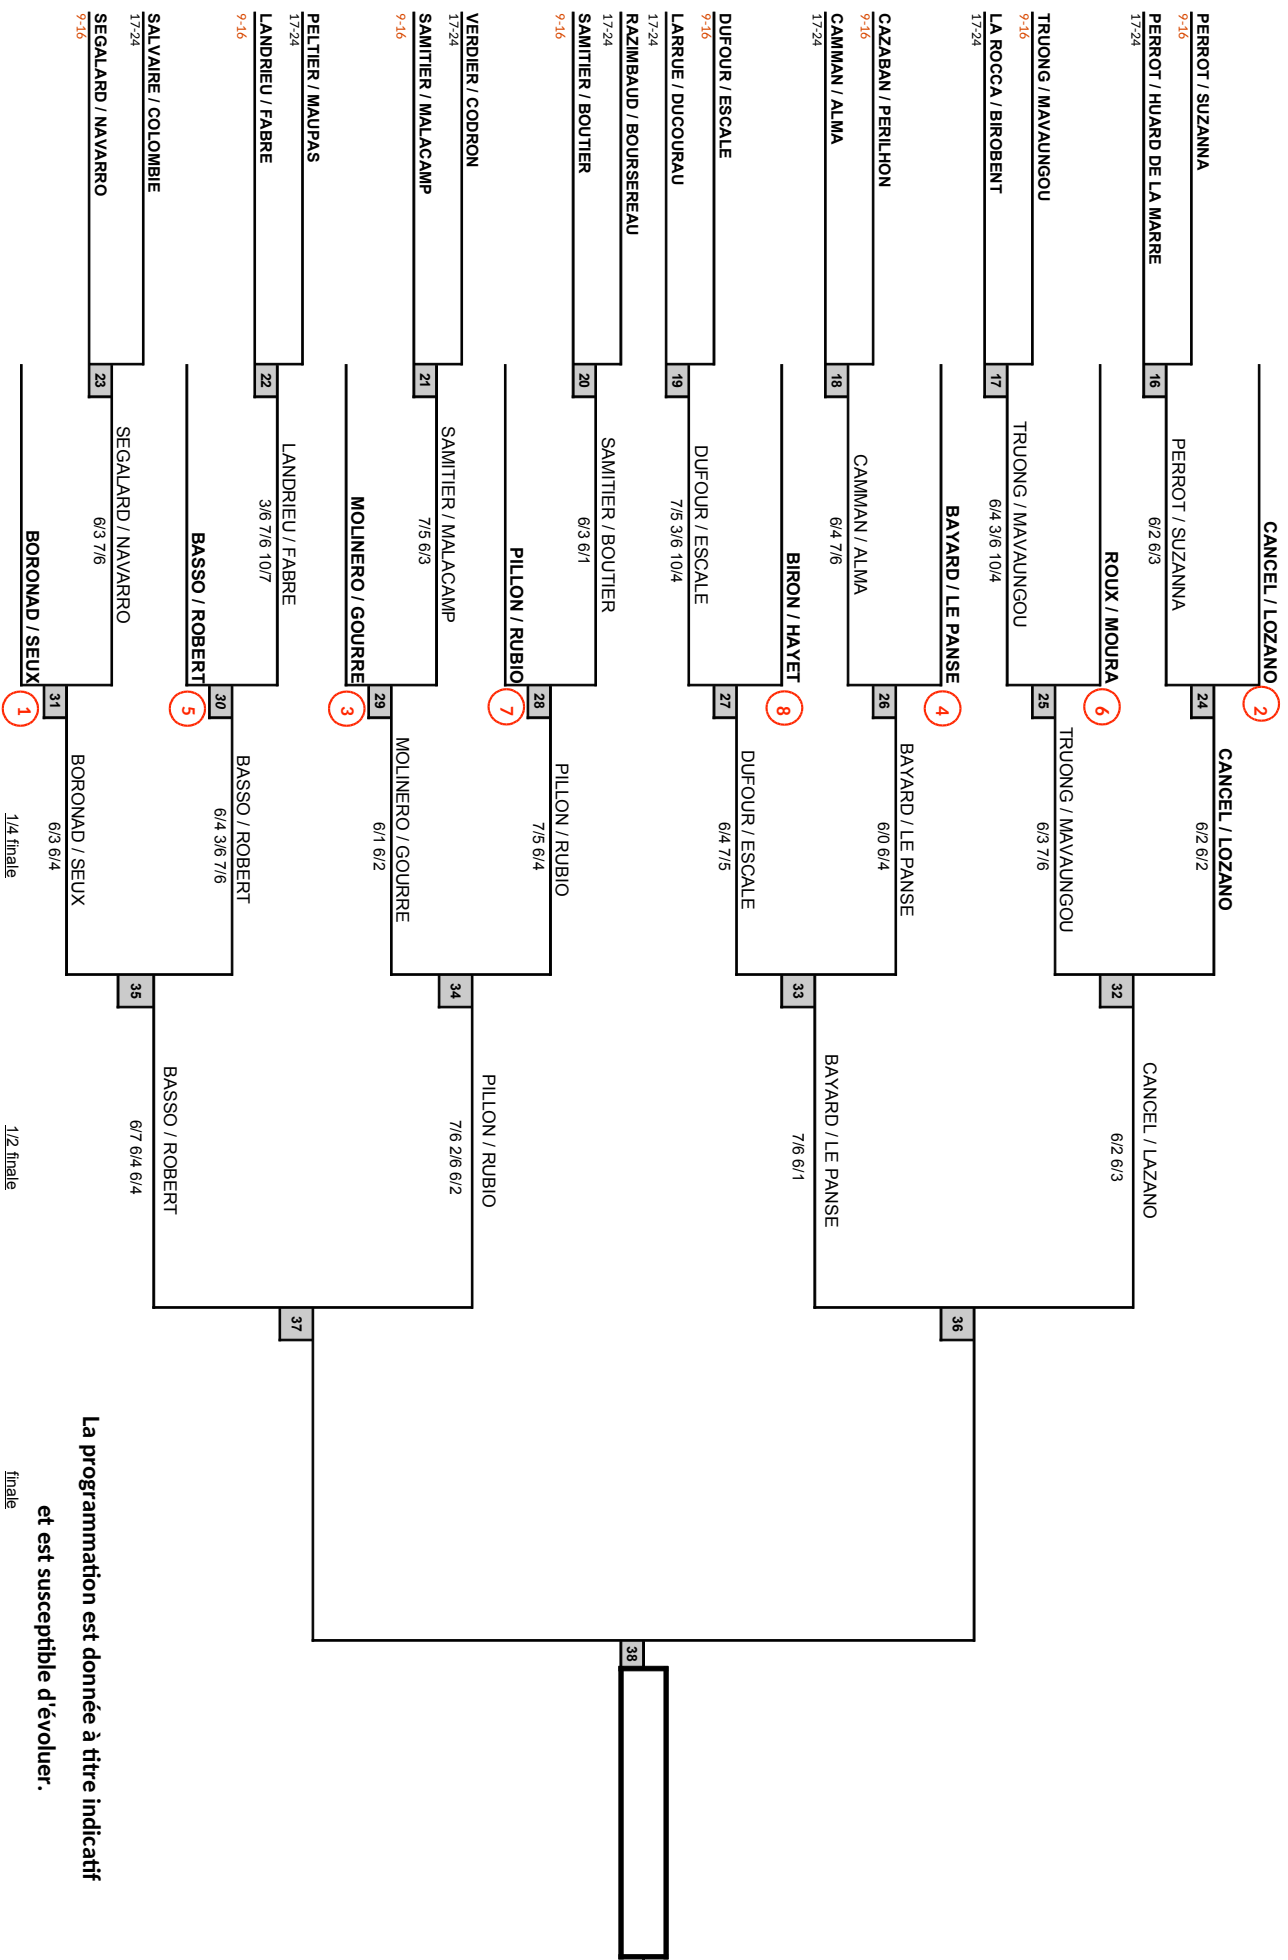 CANCEL / LOZANO
2
PERROT / SUZANNA
9-16
16
PERROT / SUZANNA
6/2 6/3
PERROT / HUARD DE LA MARRE
17-24
24
CANCEL / LOZANO
6/2 6/2
ROUX / MOURA
6
TRUONG / MAVAUNGOU
9-16
17
TRUONG / MAVAUNGOU
6/4 3/6 10/4
LA ROCCA / BIROBENT
17-24
25
TRUONG / MAVAUNGOU
6/3 7/6
32
CANCEL / LAZANO
6/2 6/3
BAYARD / LE PANSE
4
CAZABAN / PERILHON
9-16
18
CAMMAN / ALMA
6/4 7/6
CAMMAN / ALMA
17-24
26
BAYARD / LE PANSE
6/0 6/4
BIRON / HAYET
8
DUFOUR / ESCALE
9-16
19
DUFOUR / ESCALE
7/5 3/6 10/4
LARRUE / DUCOURAU
17-24
27
DUFOUR / ESCALE
6/4 7/5
33
BAYARD / LE PANSE
7/6 6/1
36
RAZIMBAUD / BOURSEREAU
17-24
20
SAMITIER / BOUTIER
6/3 6/1
SAMITIER / BOUTIER
9-16
PILLON / RUBIO
7
28
PILLON / RUBIO
7/5 6/4
VERDIER / CODRON
17-24
21
SAMITIER / MALACAMP
7/5 6/3
SAMITIER / MALACAMP
9-16
MOLINERO / GOURRE
3
29
MOLINERO / GOURRE
6/1 6/2
34
PILLON / RUBIO
7/6 2/6 6/2
PELTIER / MAUPAS
17-24
22
LANDRIEU / FABRE
3/6 7/6 10/7
LANDRIEU / FABRE
9-16
BASSO / ROBERT
5
30
BASSO / ROBERT
6/4 3/6 7/6
SALVAIRE / COLOMBIE
17-24
23
SEGALARD / NAVARRO
6/3 7/6
SEGALARD / NAVARRO
9-16
BORONAD / SEUX
1
31
BORONAD / SEUX
6/3 6/4
35
BASSO / ROBERT
6/7 6/4 6/4
37
38
La programmation est donnée à titre indicatif
et est susceptible d'évoluer.
1/4 finale
1/2 finale
finale